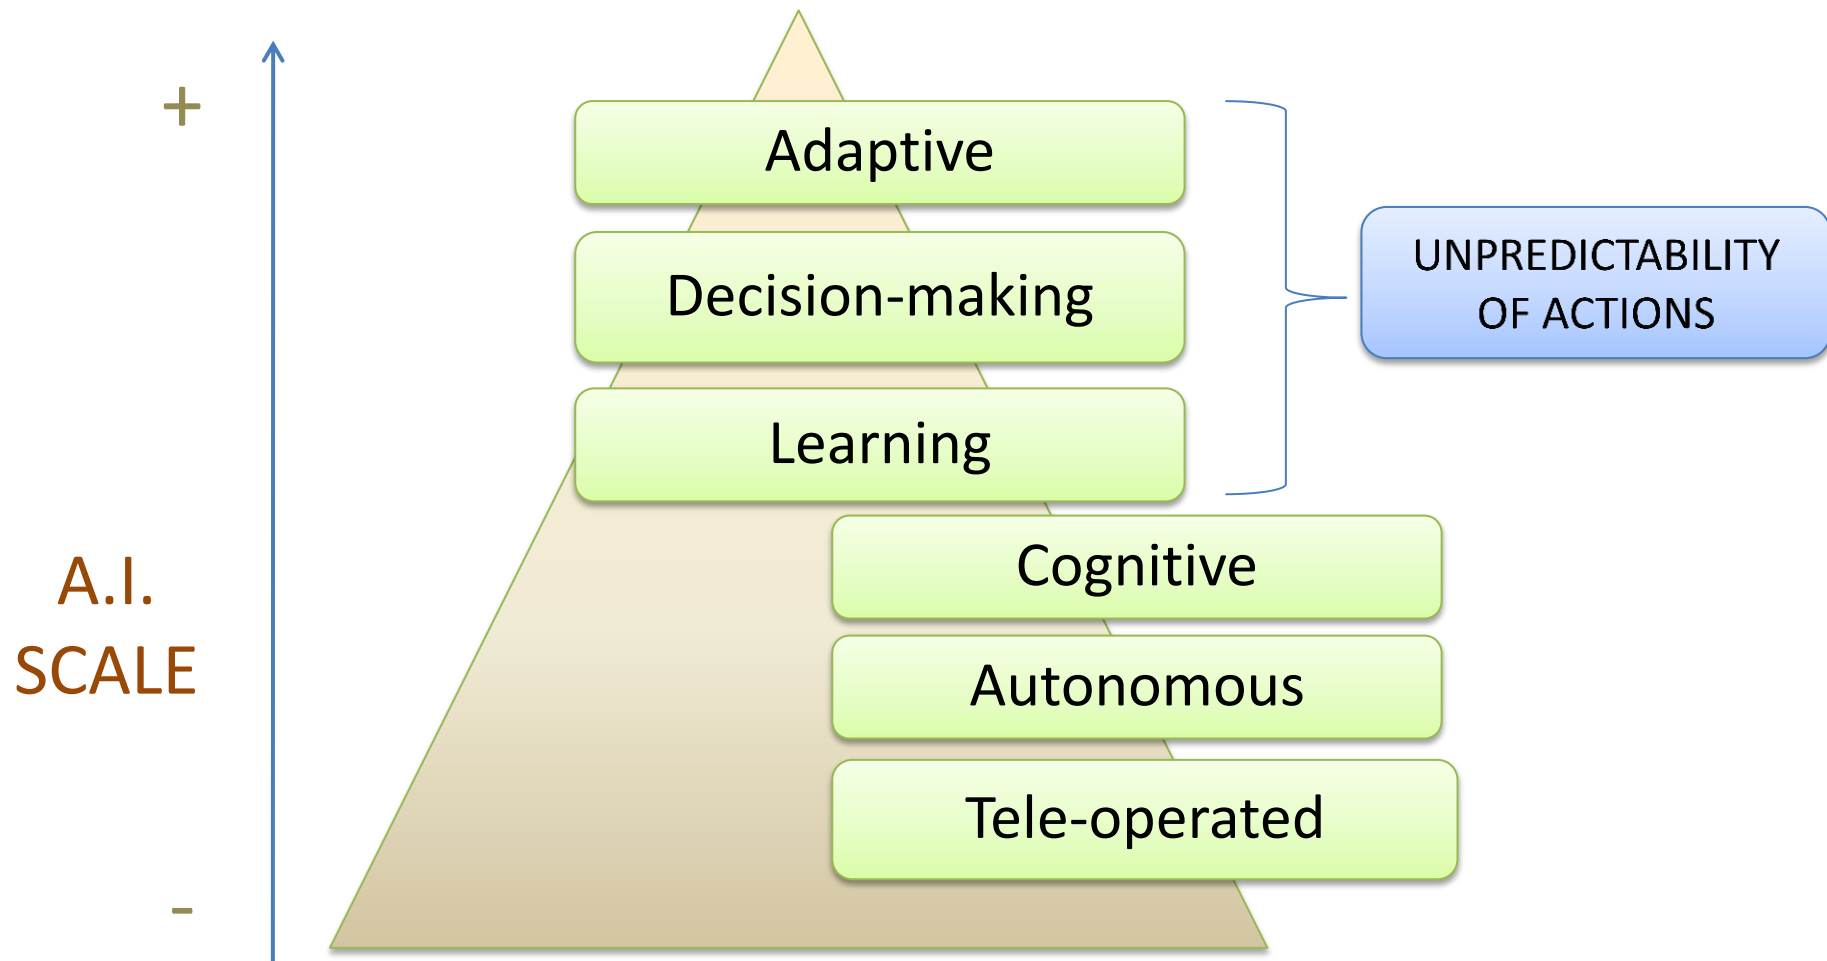 +
Adaptive
Decision-making
Learning
UNPREDICTABILITY
OF ACTIONS
Cognitive
Autonomous
Tele-operated
A.I.
SCALE
-